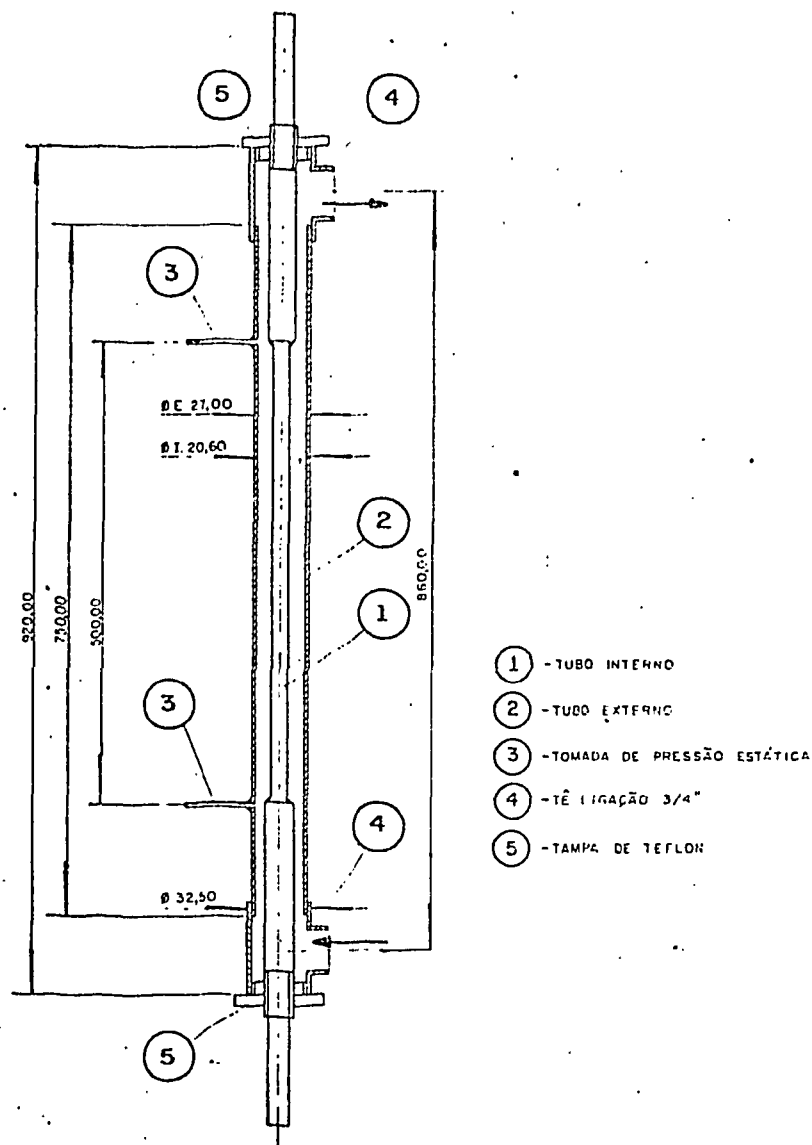 5
4
3
Ø E 27,00
Ø I. 20,60
2
1
920,00
750,00
500,00
860,00
3
4
Ø 32,50
5
1 - TUBO INTERNO
2 - TUBO EXTERNO
3 - TOMADA DE PRESSÃO ESTÁTICA
4 - TÊ LIGAÇÃO 3/4"
5 - TAMPA DE TEFLON